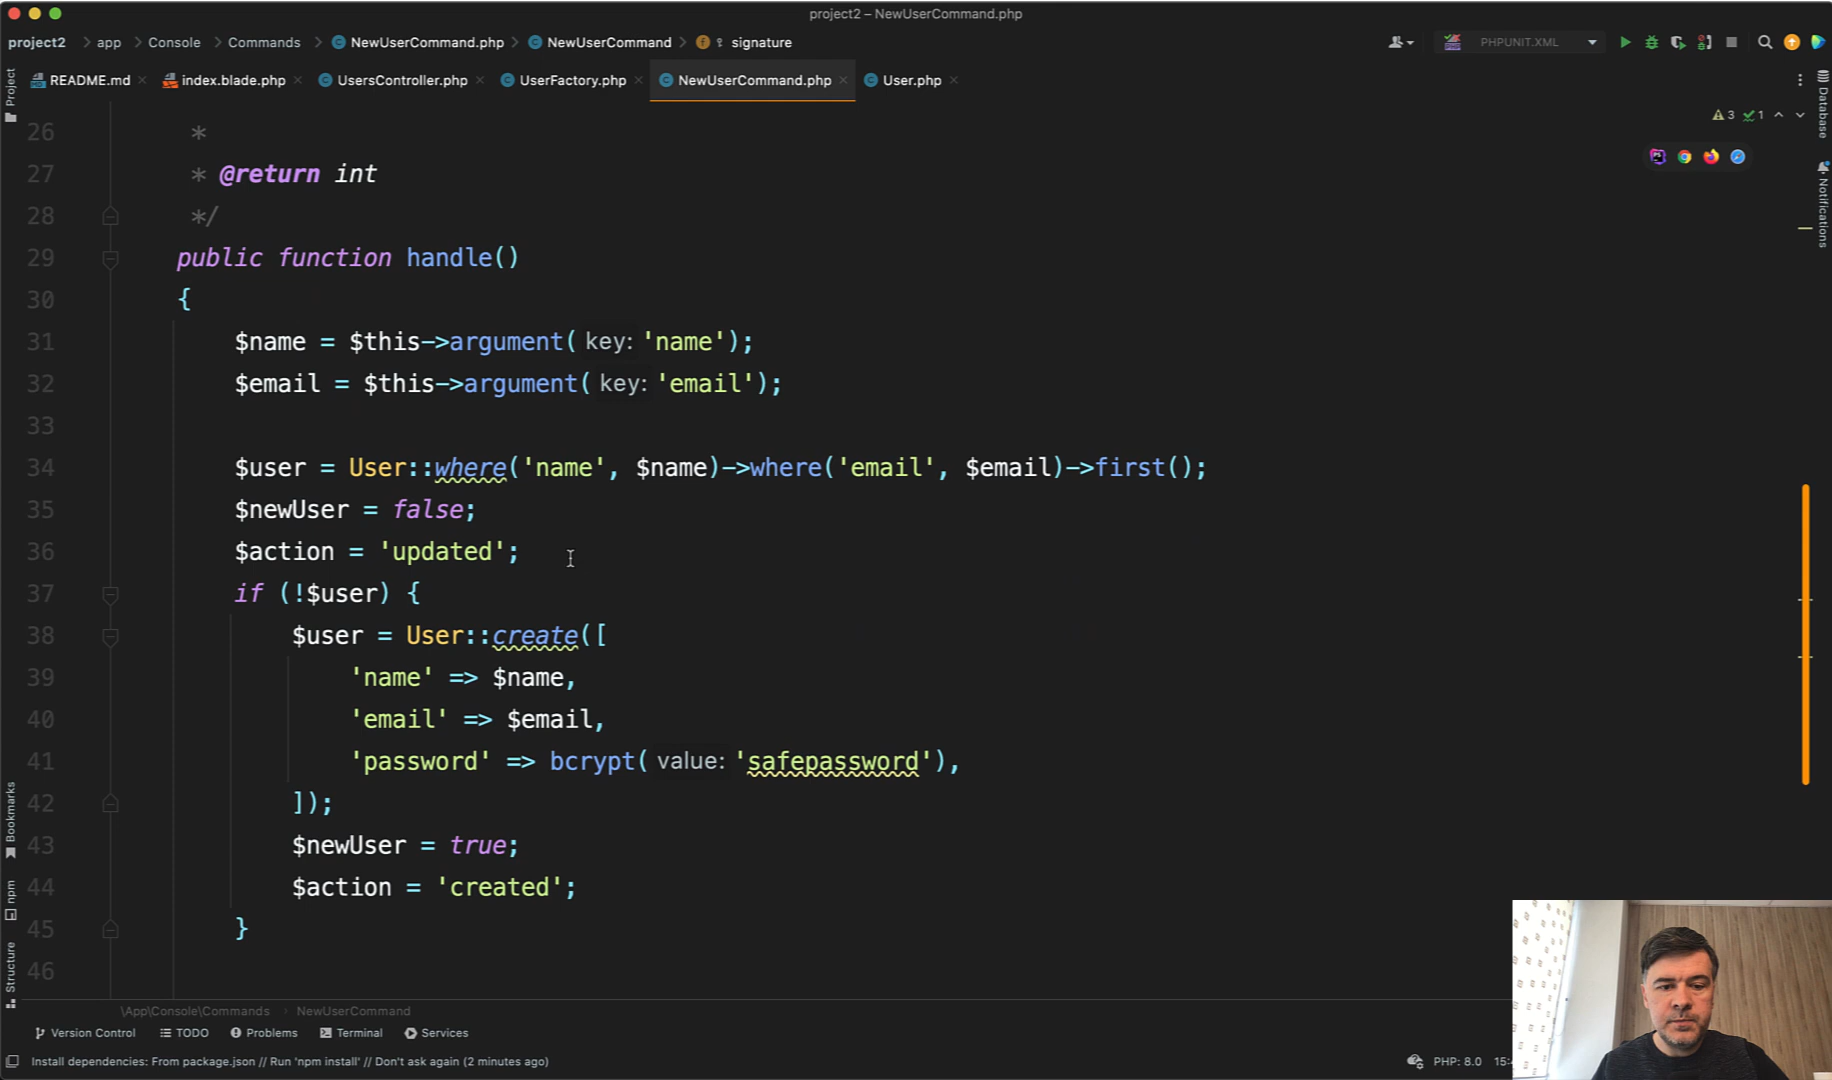 project2 – NewUserCommand.php
project2 > app > Console > Commands > NewUserCommand.php > NewUserCommand > signature
PHPUNIT.XML
Project
README.md
index.blade.php
UsersController.php
UserFactory.php
NewUserCommand.php
User.php
Database
Notifications
3 1
26 *
27 * @return int
28 */
29 public function handle()
30 {
31 $name = $this->argument( key: 'name');
32 $email = $this->argument( key: 'email');
33
34 $user = User::where('name', $name)->where('email', $email)->first();
35 $newUser = false;
36 $action = 'updated';
37 if (!$user) {
38 $user = User::create([
39 'name' => $name,
40 'email' => $email,
41 'password' => bcrypt( value: 'safepassword'),
42 ]);
43 $newUser = true;
44 $action = 'created';
45 }
46
Bookmarks
npm
Structure
\App\Console\Commands > NewUserCommand
Version Control
TODO
Problems
Terminal
Services
Install dependencies: From package.json // Run 'npm install' // Don't ask again (2 minutes ago)
PHP: 8.0